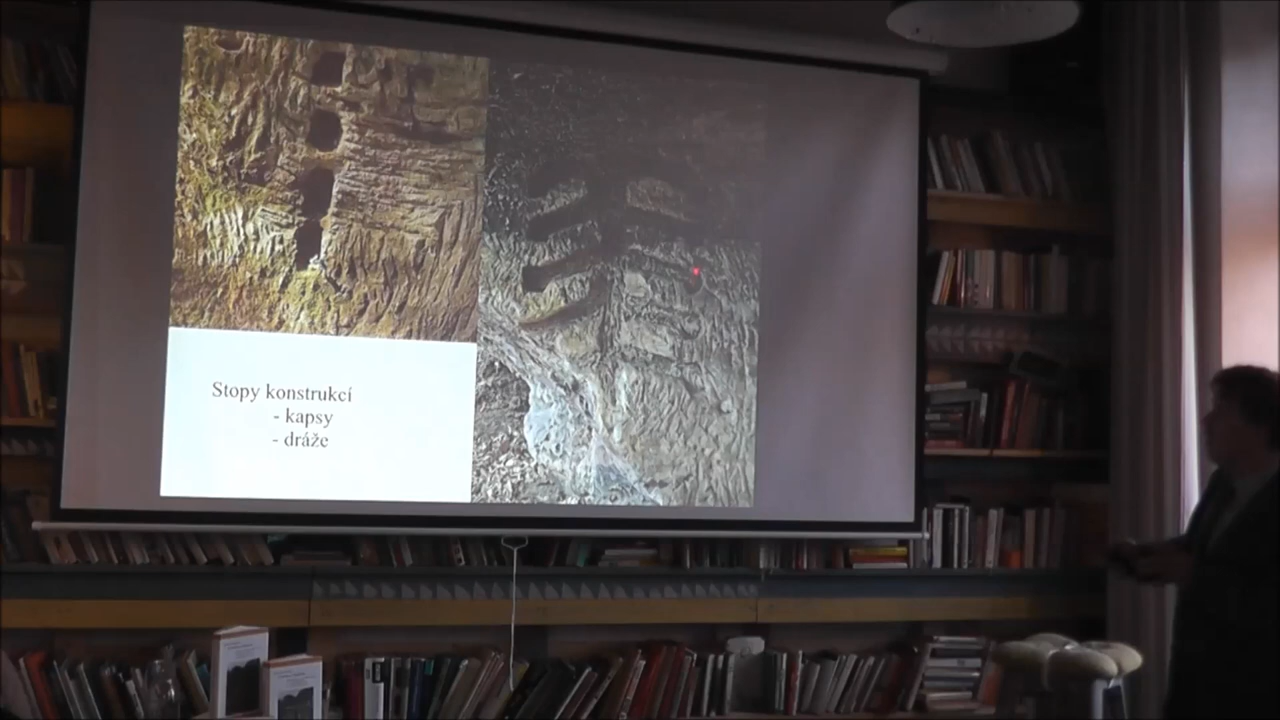 Stopy konstrukcí
- kapsy
- dráže